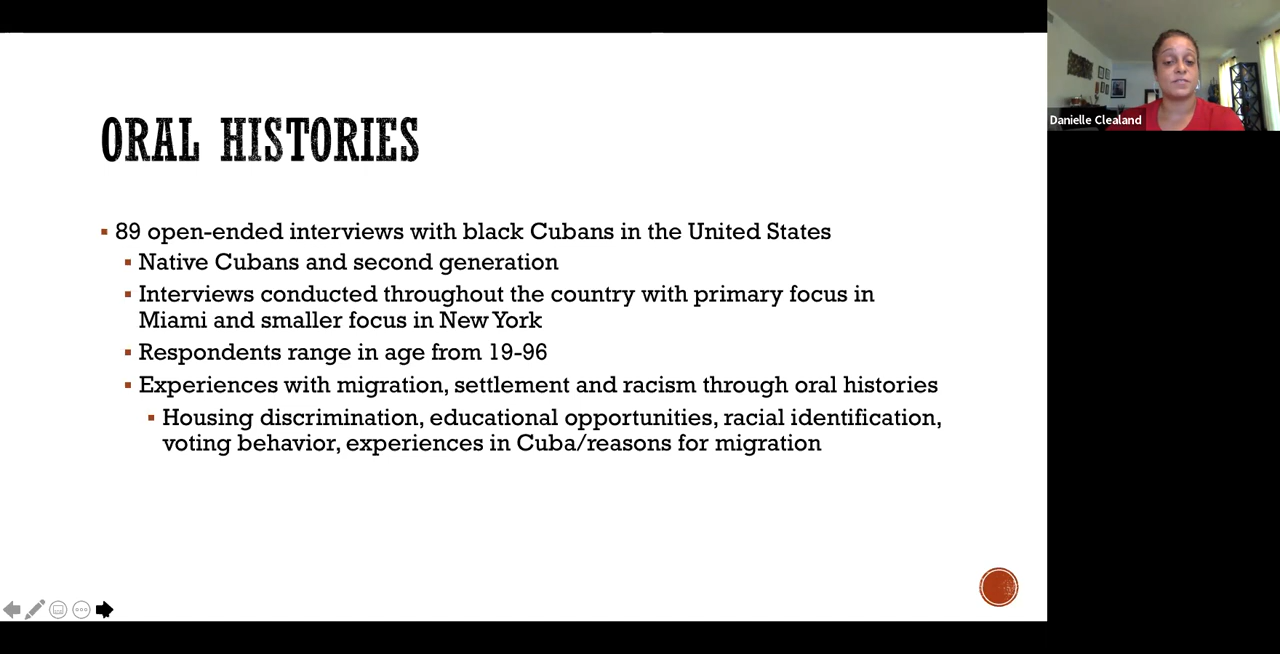 ORAL HISTORIES
89 open-ended interviews with black Cubans in the United States
Native Cubans and second generation
Interviews conducted throughout the country with primary focus in
Miami and smaller focus in New York
Respondents range in age from 19-96
Experiences with migration, settlement and racism through oral histories
Housing discrimination, educational opportunities, racial identification,
voting behavior, experiences in Cuba/reasons for migration
Danielle Clealand